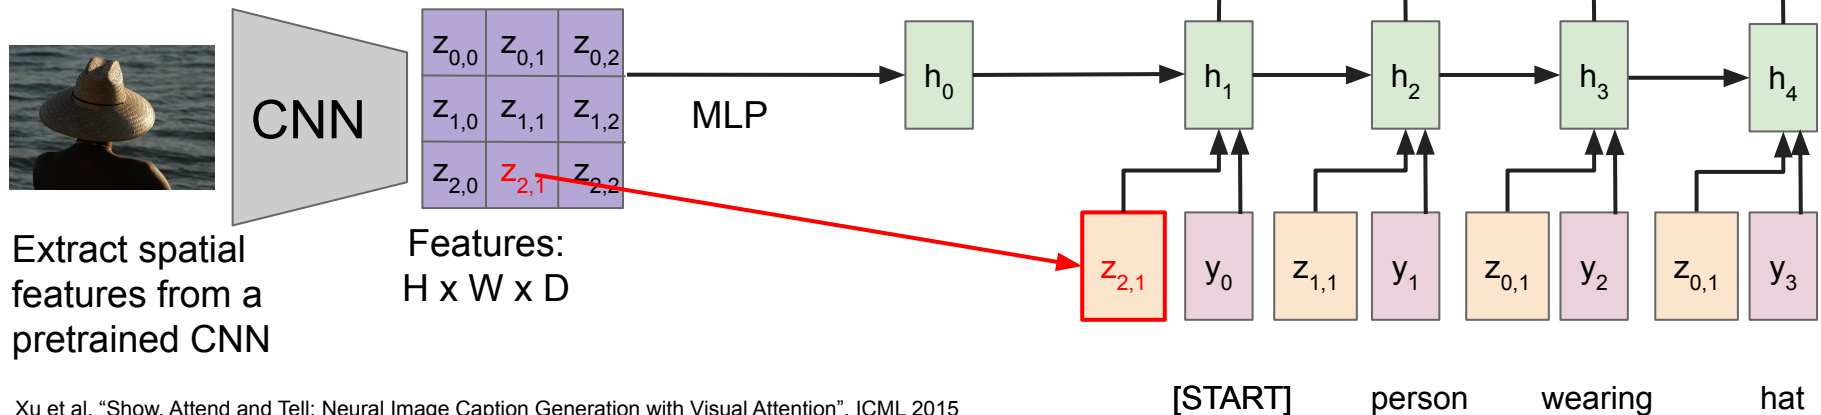 z0,0 z0,1 z0,2
z1,0 z1,1 z1,2
z2,0 z2,1 z2,2
CNN
MLP
h0 h1 h2 h3 h4
z2,1 y0 z1,1 y1 z0,1 y2 z0,1 y3
Extract spatial
features from a
pretrained CNN
Features:
H x W x D
[START] person wearing hat
Xu et al. “Show, Attend and Tell: Neural Image Caption Generation with Visual Attention”, ICML 2015